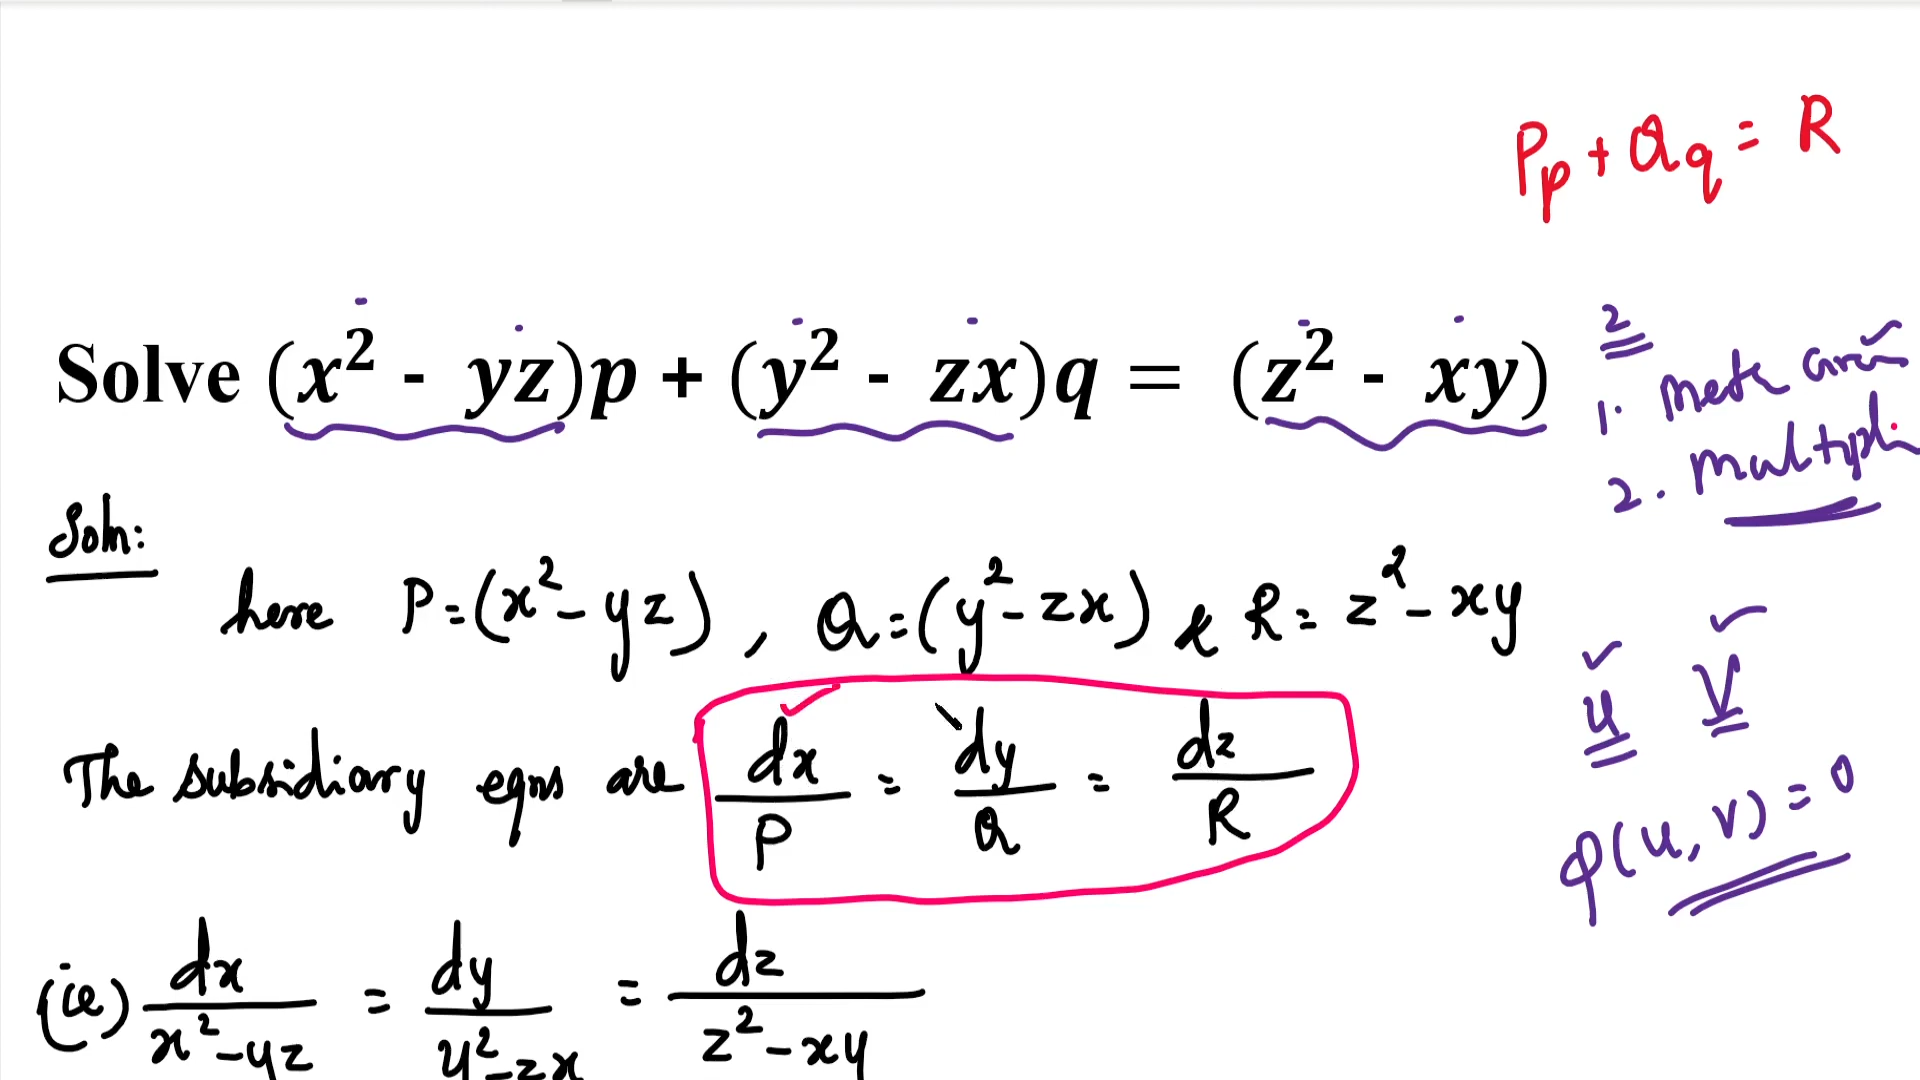 Pp + Qq = R
Solve (x² - yz)p + (y² - zx)q = (z² - xy)
2
1. Meth
2. Multipli
Soln:
here P = (x² - yz), Q = (y² - zx) & R = z² - xy
u V
The subsidiary eqns are dx/P = dy/Q = dz/R
φ(u, v) = 0
(ie) dx/x² - yz = dy/y² - zx = dz/z² - xy